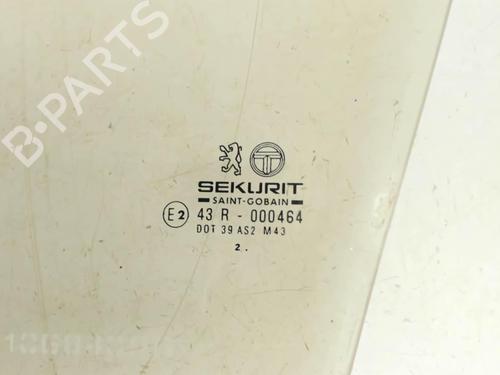 B-PARTS
SEKURIT
SAINT-GOBAIN
E2 43 R - 000464
DOT 39 AS2 M43
2.